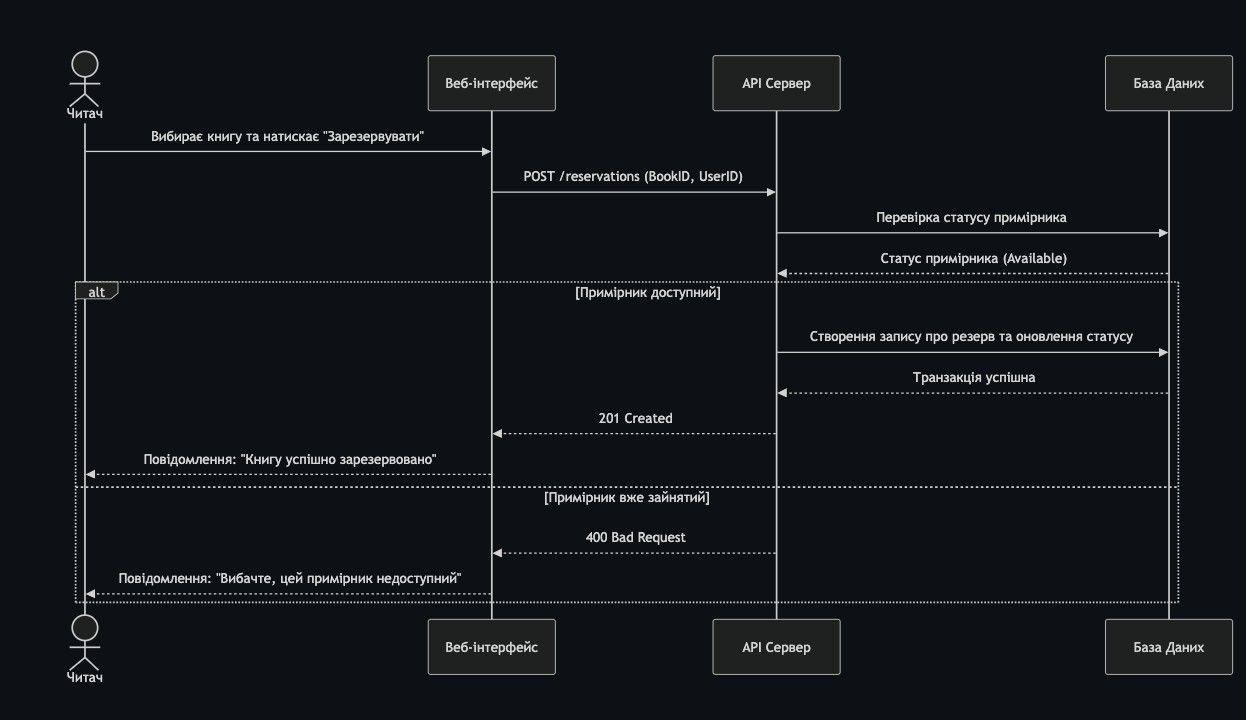 Читач
Веб-інтерфейс
API Сервер
База Даних
Вибирає книгу та натискає "Зарезервувати"
POST /reservations (BookID, UserID)
Перевірка статусу примірника
Статус примірника (Available)
alt
[Примірник доступний]
Створення запису про резерв та оновлення статусу
Транзакція успішна
201 Created
Повідомлення: "Книгу успішно зарезервовано"
[Примірник вже зайнятий]
400 Bad Request
Повідомлення: "Вибачте, цей примірник недоступний"
Читач
Веб-інтерфейс
API Сервер
База Даних